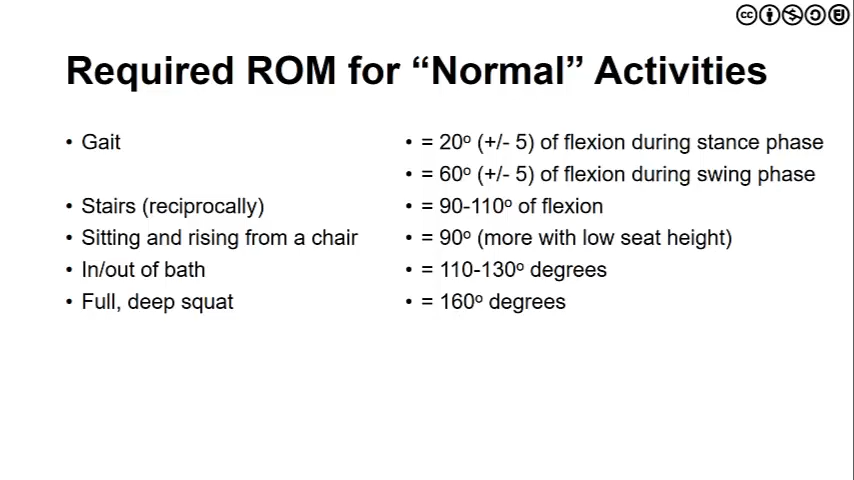 Required ROM for “Normal” Activities
• Gait
• = 20º (+/- 5) of flexion during stance phase
• = 60º (+/- 5) of flexion during swing phase
• Stairs (reciprocally)
• = 90-110º of flexion
• Sitting and rising from a chair
• = 90º (more with low seat height)
• In/out of bath
• = 110-130º degrees
• Full, deep squat
• = 160º degrees